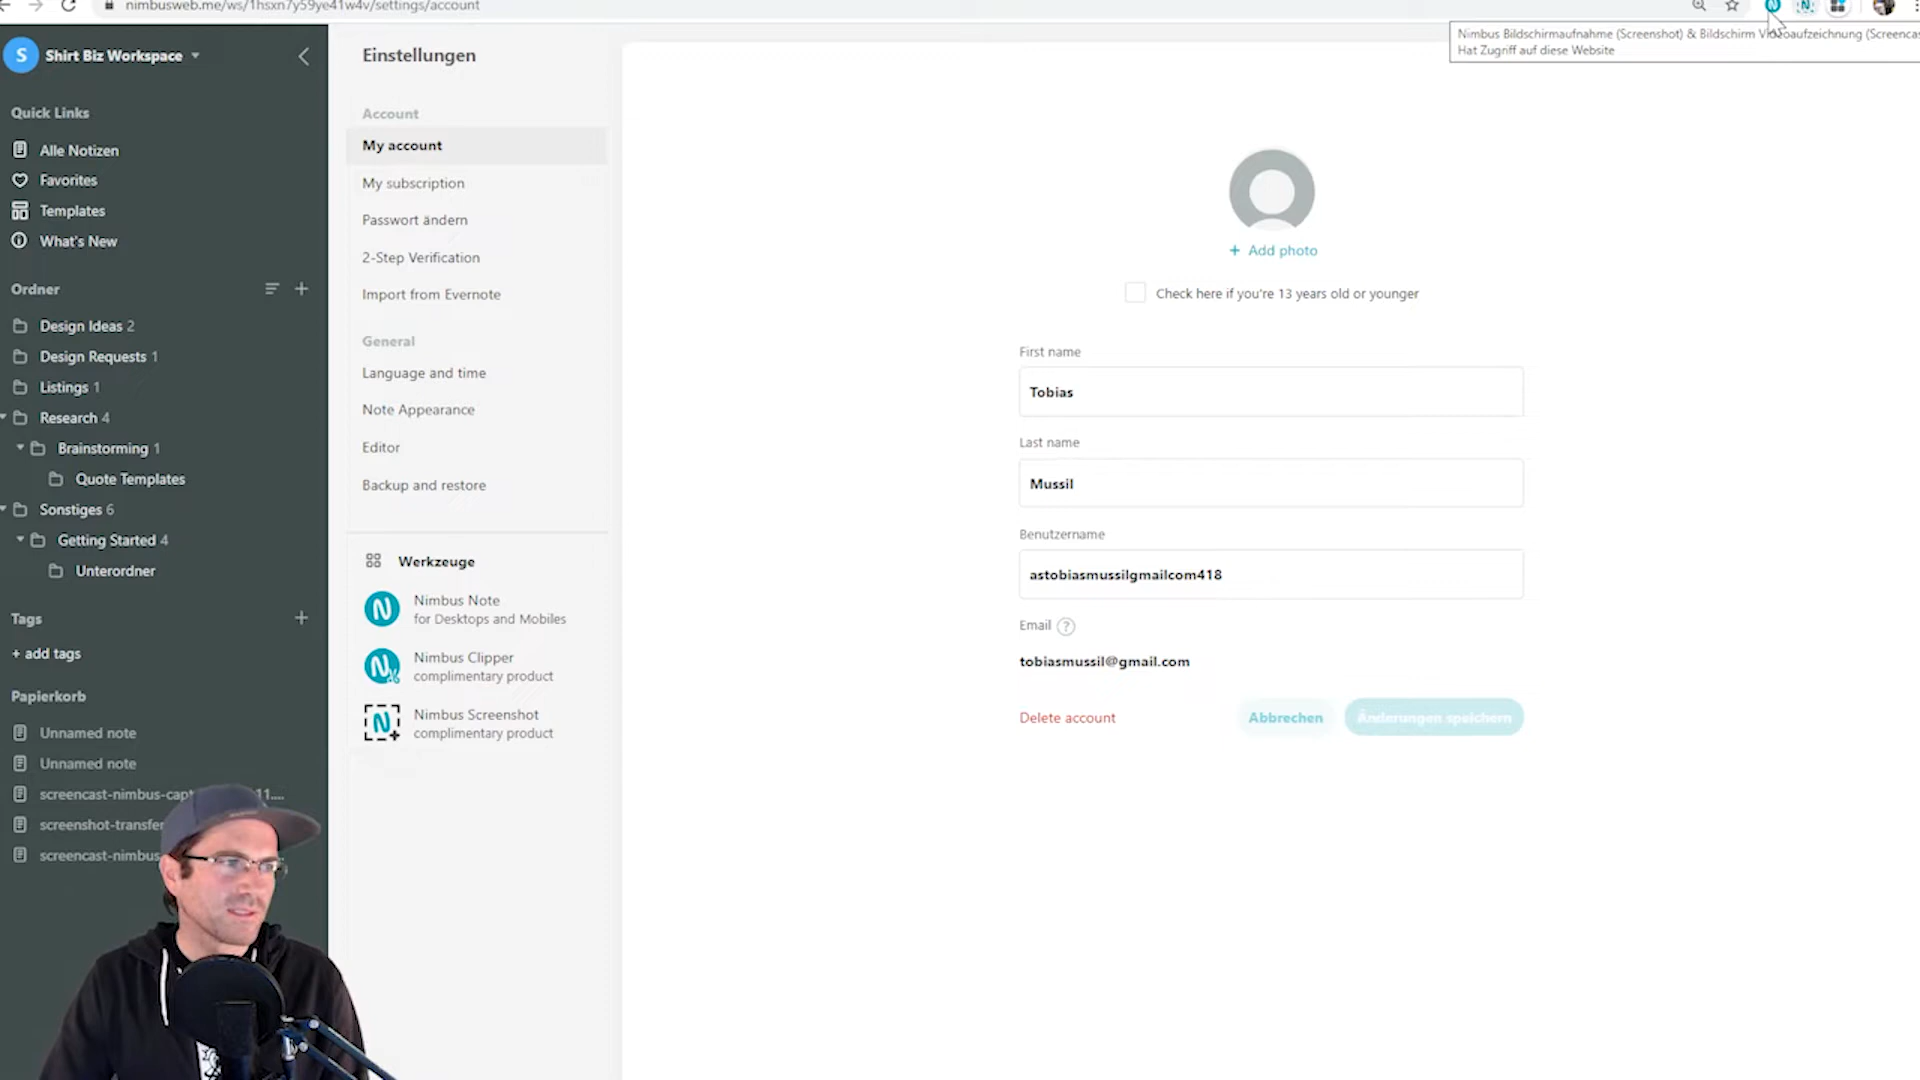 nimbusweb.me/ws/1hsxn7y59ye41w4v/settings/account
Nimbus Bildschirmaufnahme (Screenshot) & Bildschirm Videoaufzeichnung (Screencas
Hat Zugriff auf diese Website
S
Shirt Biz Workspace
Quick Links
Alle Notizen
Favorites
Templates
What's New
Ordner
Design Ideas 2
Design Requests 1
Listings 1
Research 4
Brainstorming 1
Quote Templates
Sonstiges 6
Getting Started 4
Unterordner
Tags
+ add tags
Papierkorb
Unnamed note
Unnamed note
screencast-nimbus-capt 11....
screenshot-transfer
screencast-nimbus
Einstellungen
Account
My account
My subscription
Passwort ändern
2-Step Verification
Import from Evernote
General
Language and time
Note Appearance
Editor
Backup and restore
Werkzeuge
Nimbus Note
for Desktops and Mobiles
Nimbus Clipper
complimentary product
Nimbus Screenshot
complimentary product
+ Add photo
Check here if you're 13 years old or younger
First name
Tobias
Last name
Mussil
Benutzername
astobiasmussilgmailcom418
Email ?
tobiasmussil@gmail.com
Delete account
Abbrechen
Änderungen speichern